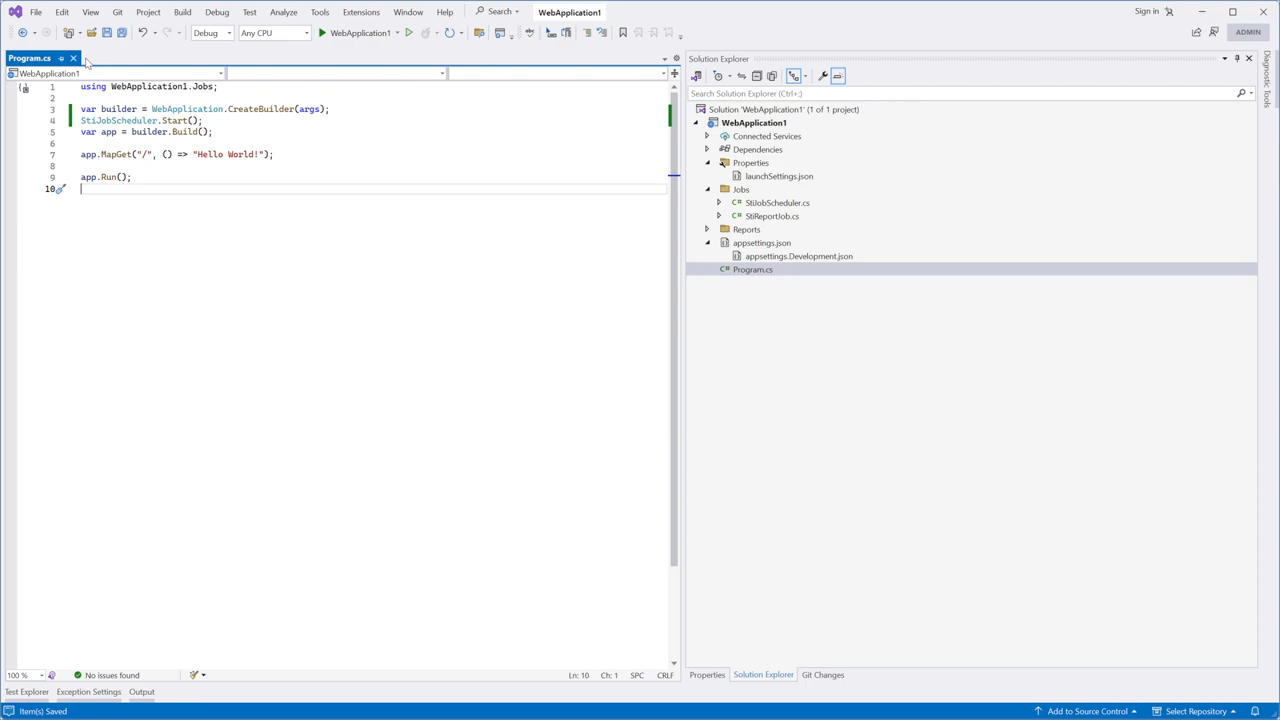 File Edit View Git Project Build Debug Test Analyze Tools Extensions Window Help Search WebApplication1 Sign in
Debug Any CPU WebApplication1 ADMIN
Program.cs
WebApplication1
1 using WebApplication1.Jobs;
2
3 var builder = WebApplication.CreateBuilder(args);
4 StiJobScheduler.Start();
5 var app = builder.Build();
6
7 app.MapGet("/", () => "Hello World!");
8
9 app.Run();
10
100 % No issues found Ln: 10 Ch: 1 SPC CRLF
Solution Explorer
Search Solution Explorer (Ctrl+;)
Solution 'WebApplication1' (1 of 1 project)
WebApplication1
Connected Services
Dependencies
Properties
launchSettings.json
Jobs
C# StiJobScheduler.cs
C# StiReportJob.cs
Reports
appsettings.json
appsettings.Development.json
C# Program.cs
Properties Solution Explorer Git Changes
Diagnostic Tools
Test Explorer Exception Settings Output
Item(s) Saved Add to Source Control Select Repository